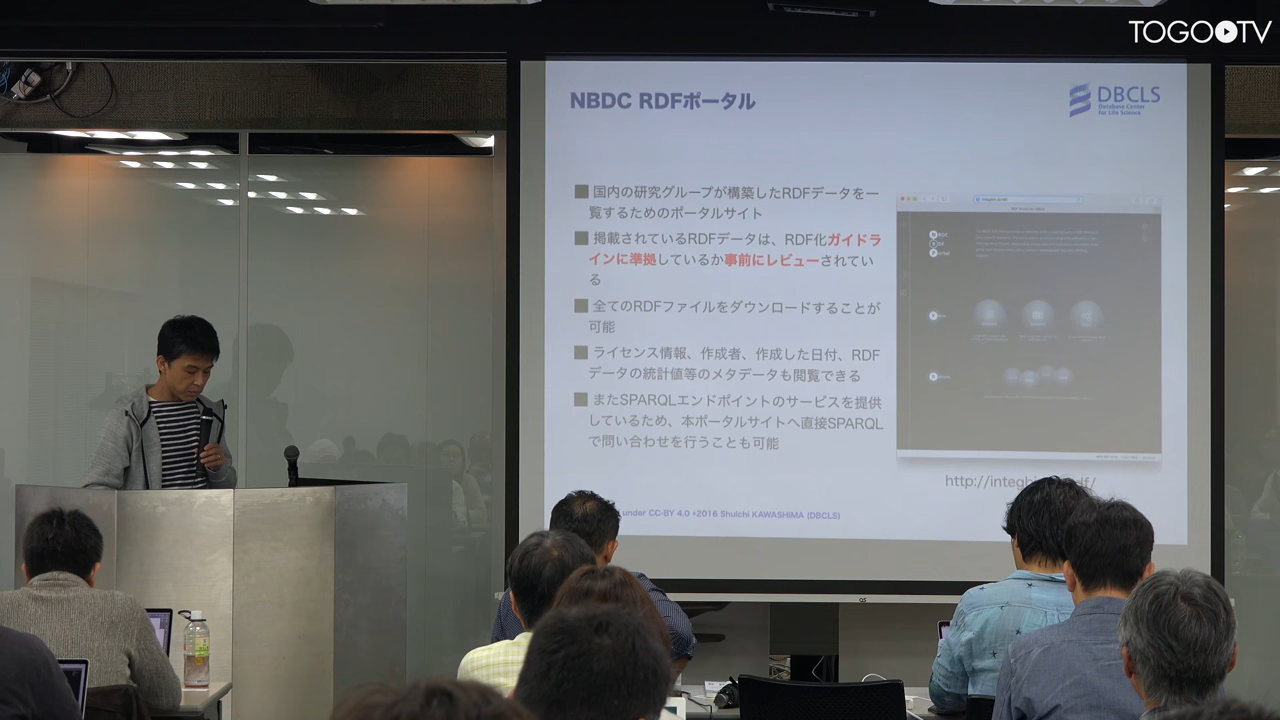 TOGOTV
NBDC RDFポータル
DBCLS
Database Center
for Life Science
国内の研究グループが構築したRDFデータを一
覧するためのポータルサイト
掲載されているRDFデータは、RDF化ガイドラ
インに準拠しているか事前にレビューされてい
る
全てのRDFファイルをダウンロードすることが
可能
ライセンス情報、作成者、作成した日付、RDF
データの統計値等のメタデータも閲覧できる
またSPARQLエンドポイントのサービスを提供
しているため、本ポータルサイトへ直接SPARQL
で問い合わせを行うことも可能
http://integb
under CC-BY 4.0 ©2016 Shuichi KAWASHIMA (DBCLS)